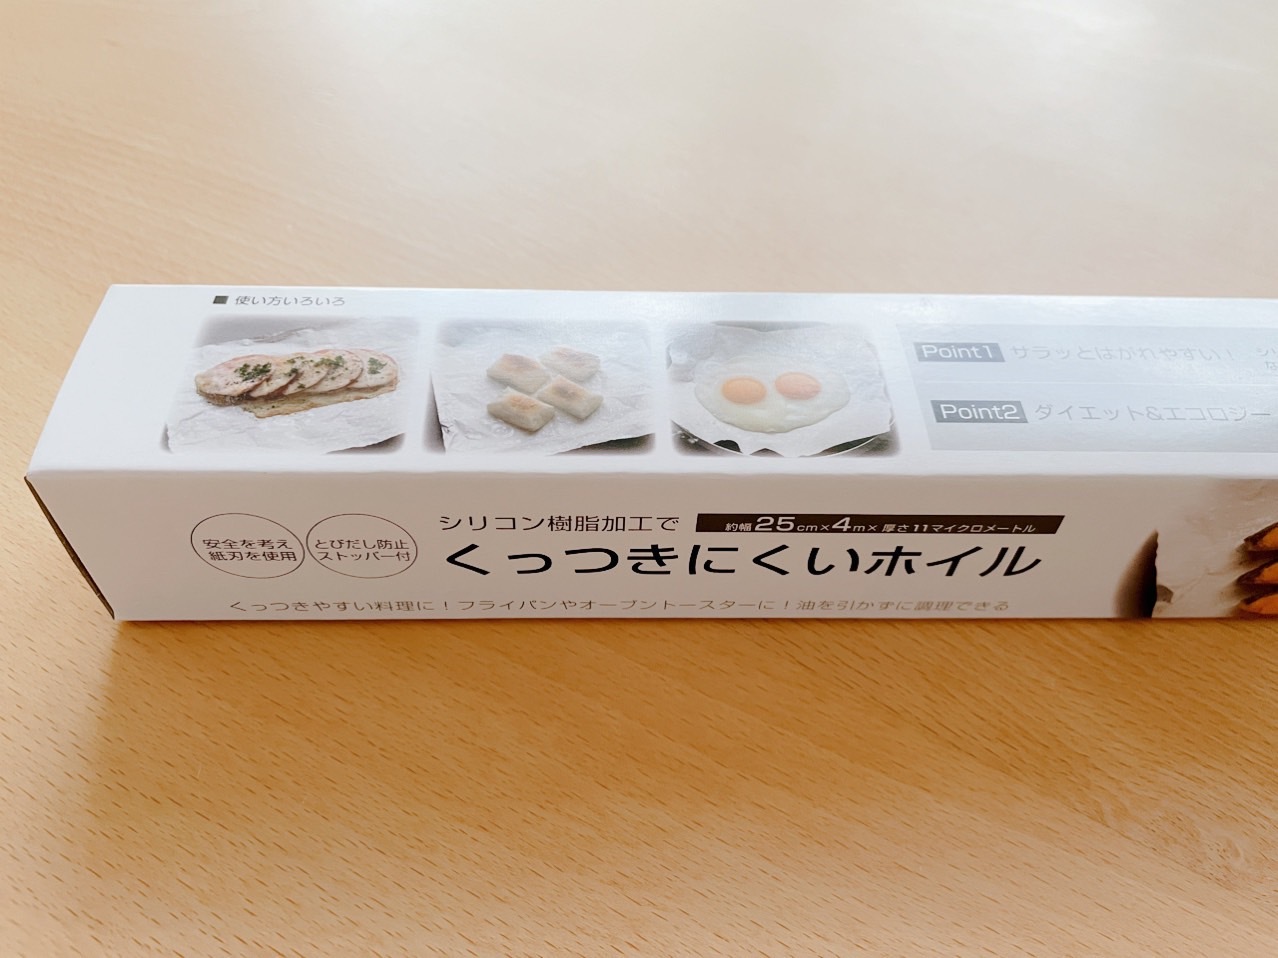 ■ 使い方いろいろ
Point1 サラッとはがれやすい！
Point2 ダイエット&エコロジー
安全を考え
紙刃を使用
とびだし防止
ストッパー付
シリコン樹脂加工で
約幅25cm×4m× 厚さ11マイクロメートル
くっつきにくいホイル
くっつきやすい料理に！フライパンやオーブントースターに！油を引かずに調理できる